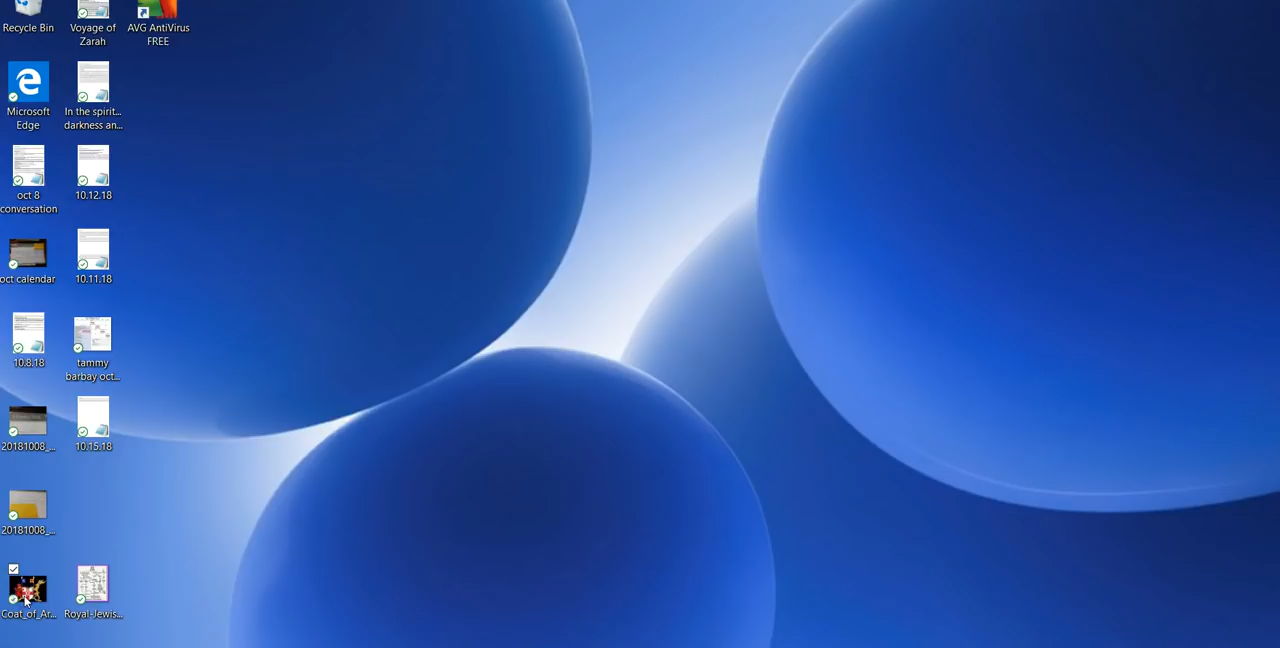 Recycle Bin
Voyage of
Zarah
AVG AntiVirus
FREE
Microsoft
Edge
In the spirit...
darkness an...
oct 8
conversation
10.12.18
oct calendar
10.11.18
10.8.18
tammy
barbay oct...
20181008_...
10.15.18
20181008_...
Coat_of_Ar...
Royal-Jewis...